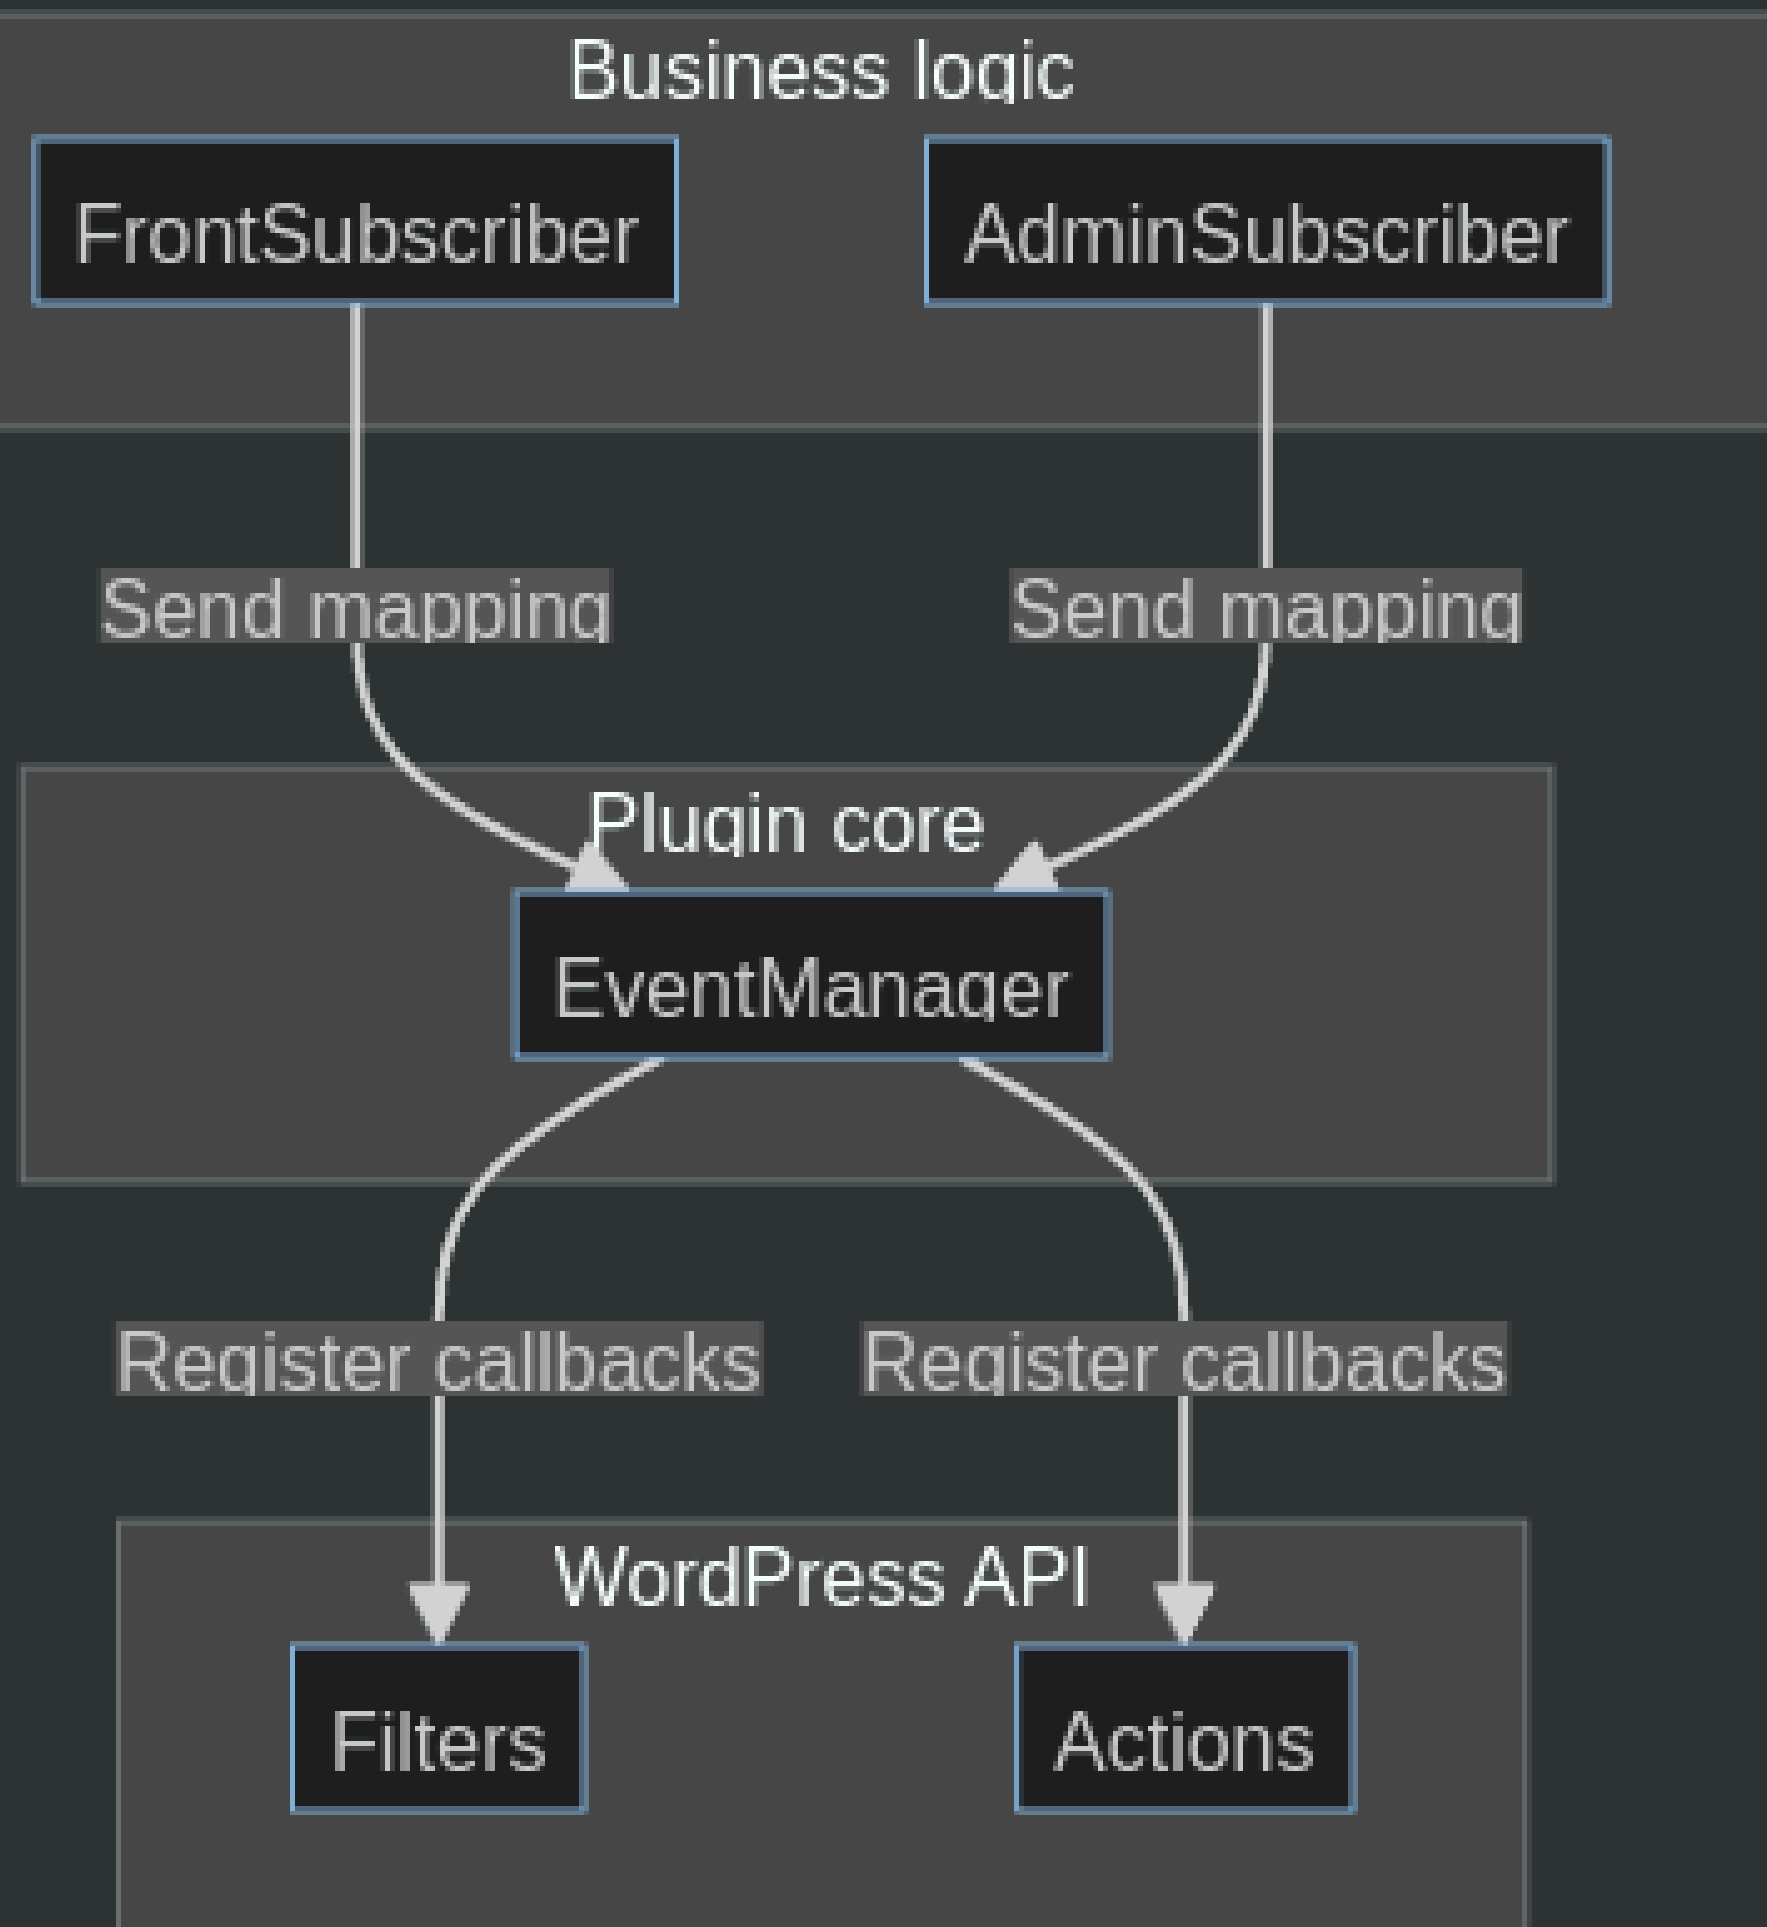 Business logic
FrontSubscriber
AdminSubscriber
Send mapping
Send mapping
Plugin core
EventManager
Register callbacks
Register callbacks
WordPress API
Filters
Actions